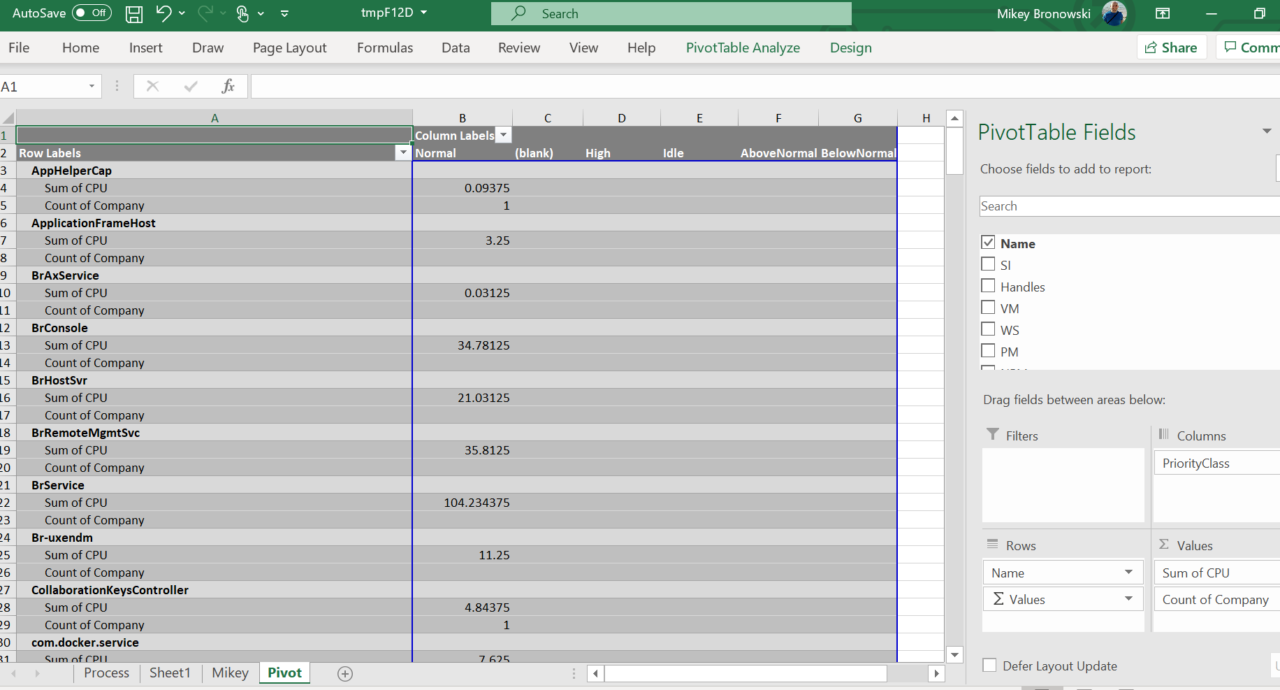 AutoSave Off tmpF12D Search Mikey Bronowski
File Home Insert Draw Page Layout Formulas Data Review View Help PivotTable Analyze Design Share Comm
A1 fx
A B C D E F G H
1 Column Labels
2 Row Labels Normal (blank) High Idle AboveNormal BelowNormal
3 AppHelperCap
4 Sum of CPU 0.09375
5 Count of Company 1
6 ApplicationFrameHost
7 Sum of CPU 3.25
8 Count of Company
9 BrAxService
10 Sum of CPU 0.03125
11 Count of Company
12 BrConsole
13 Sum of CPU 34.78125
14 Count of Company
15 BrHostSvr
16 Sum of CPU 21.03125
17 Count of Company
18 BrRemoteMgmtSvc
19 Sum of CPU 35.8125
20 Count of Company
21 BrService
22 Sum of CPU 104.234375
23 Count of Company
24 Br-uxendm
25 Sum of CPU 11.25
26 Count of Company
27 CollaborationKeysController
28 Sum of CPU 4.84375
29 Count of Company 1
30 com.docker.service
31 Sum of CPU 7.625
Process Sheet1 Mikey Pivot
PivotTable Fields
Choose fields to add to report:
Search
Name
SI
Handles
VM
WS
PM
Drag fields between areas below:
Filters
Columns
PriorityClass
Rows
Name
Σ Values
Σ Values
Sum of CPU
Count of Company
Defer Layout Update